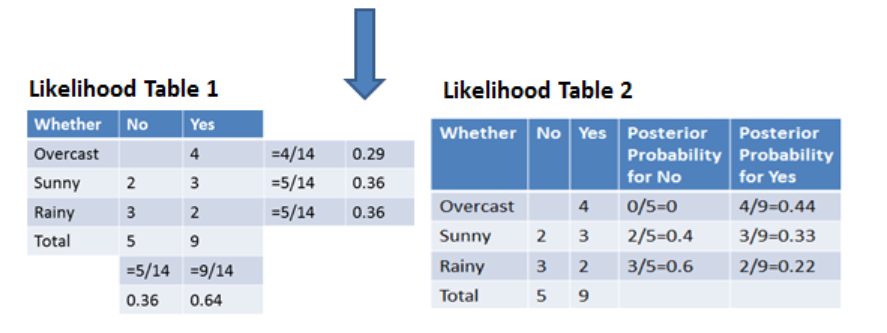 Likelihood Table 1
Whether No Yes
Overcast 4 =4/14 0.29
Sunny 2 3 =5/14 0.36
Rainy 3 2 =5/14 0.36
Total 5 9
=5/14 =9/14
0.36 0.64
Likelihood Table 2
Whether No Yes Posterior Posterior
Probability Probability
for No for Yes
Overcast 4 0/5=0 4/9=0.44
Sunny 2 3 2/5=0.4 3/9=0.33
Rainy 3 2 3/5=0.6 2/9=0.22
Total 5 9